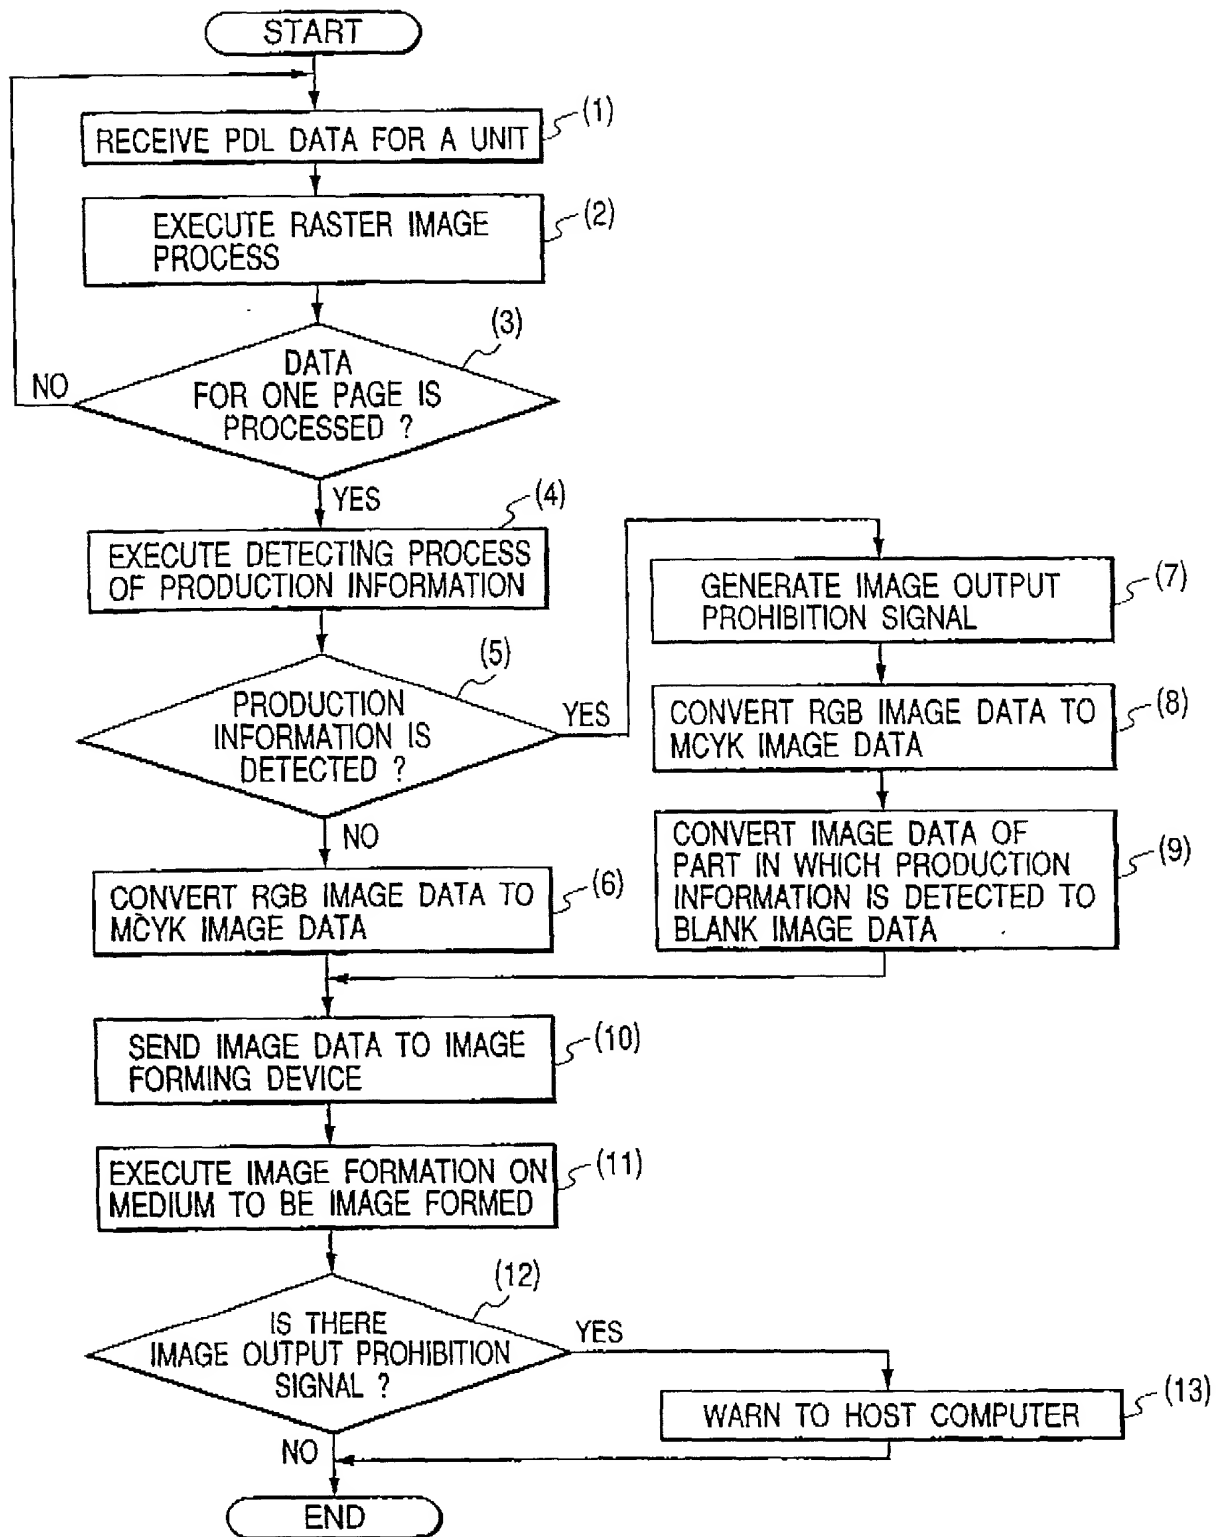 START
(1)
RECEIVE PDL DATA FOR A UNIT
(2)
EXECUTE RASTER IMAGE
PROCESS
(3)
DATA
FOR ONE PAGE IS
PROCESSED ?
NO
YES
(4)
EXECUTE DETECTING PROCESS
OF PRODUCTION INFORMATION
(5)
PRODUCTION
INFORMATION IS
DETECTED ?
YES
NO
(6)
CONVERT RGB IMAGE DATA TO
MCYK IMAGE DATA
(7)
GENERATE IMAGE OUTPUT
PROHIBITION SIGNAL
(8)
CONVERT RGB IMAGE DATA TO
MCYK IMAGE DATA
(9)
CONVERT IMAGE DATA OF
PART IN WHICH PRODUCTION
INFORMATION IS DETECTED TO
BLANK IMAGE DATA
(10)
SEND IMAGE DATA TO IMAGE
FORMING DEVICE
(11)
EXECUTE IMAGE FORMATION ON
MEDIUM TO BE IMAGE FORMED
(12)
IS THERE
IMAGE OUTPUT PROHIBITION
SIGNAL ?
YES
(13)
WARN TO HOST COMPUTER
NO
END